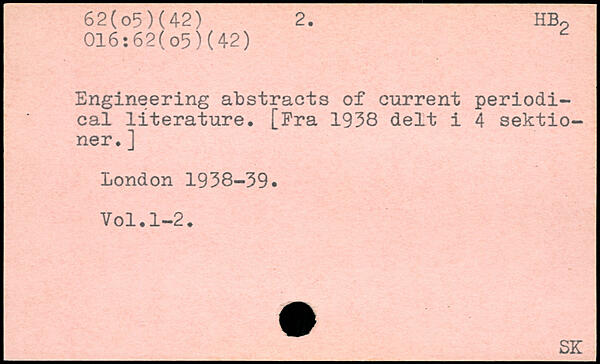 62(o5)(42) 2. HB2
016:62(o5)(42)
Engineering abstracts of current periodi-
cal literature. [Fra 1938 delt i 4 sektio-
ner.]
London 1938-39.
Vol.1-2.
SK